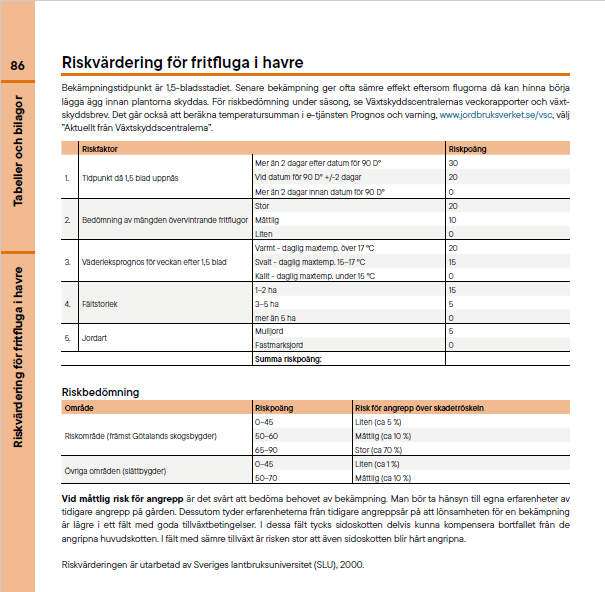 86
Tabeller och bilagor
Riskvärdering för fritfluga i havre
Riskvärdering för fritfluga i havre
Bekämpningstidpunkt är 1,5-bladsstadiet. Senare bekämpning ger ofta sämre effekt eftersom flugorna då kan hinna börja
lägga ägg innan plantorna skyddas. För riskbedömning under säsong, se Växtskyddscentralernas veckorapporter och växt-
skyddsbrev. Det går också att beräkna temperatursumman i e-tjänsten Prognos och varning, www.jordbruksverket.se/vsc, välj
"Aktuellt från Växtskyddscentralerna".
Riskfaktor Riskpoäng
1. Tidpunkt då 1,5 blad uppnås
Mer än 2 dagar efter datum för 90 D° 30
Vid datum för 90 D° +/-2 dagar 20
Mer än 2 dagar innan datum för 90 D° 0
2. Bedömning av mängden övervintrande fritflugor
Stor 20
Måttlig 10
Liten 0
3. Väderleksprognos för veckan efter 1,5 blad
Varmt - daglig maxtemp. över 17 °C 20
Svalt - daglig maxtemp. 15–17 °C 15
Kallt - daglig maxtemp. under 15 °C 0
4. Fältstorlek
1–2 ha 15
3–5 ha 5
mer än 5 ha 0
5. Jordart
Mulljord 5
Fastmarksjord 0
Summa riskpoäng:
Riskbedömning
Område Riskpoäng Risk för angrepp över skadetröskeln
Riskområde (främst Götalands skogsbygder)
0–45 Liten (ca 5 %)
50–60 Måttlig (ca 10 %)
65–90 Stor (ca 70 %)
Övriga områden (slättbygder)
0–45 Liten (ca 1 %)
50–70 Måttlig (ca 10 %)
Vid måttlig risk för angrepp är det svårt att bedöma behovet av bekämpning. Man bör ta hänsyn till egna erfarenheter av
tidigare angrepp på gården. Dessutom tyder erfarenheterna från tidigare angreppsår på att lönsamheten för en bekämpning
är lägre i ett fält med goda tillväxtbetingelser. I dessa fält tycks sidoskotten delvis kunna kompensera bortfallet från de
angripna huvudskotten. I fält med sämre tillväxt är risken stor att även sidoskotten blir hårt angripna.
Riskvärderingen är utarbetad av Sveriges lantbruksuniversitet (SLU), 2000.